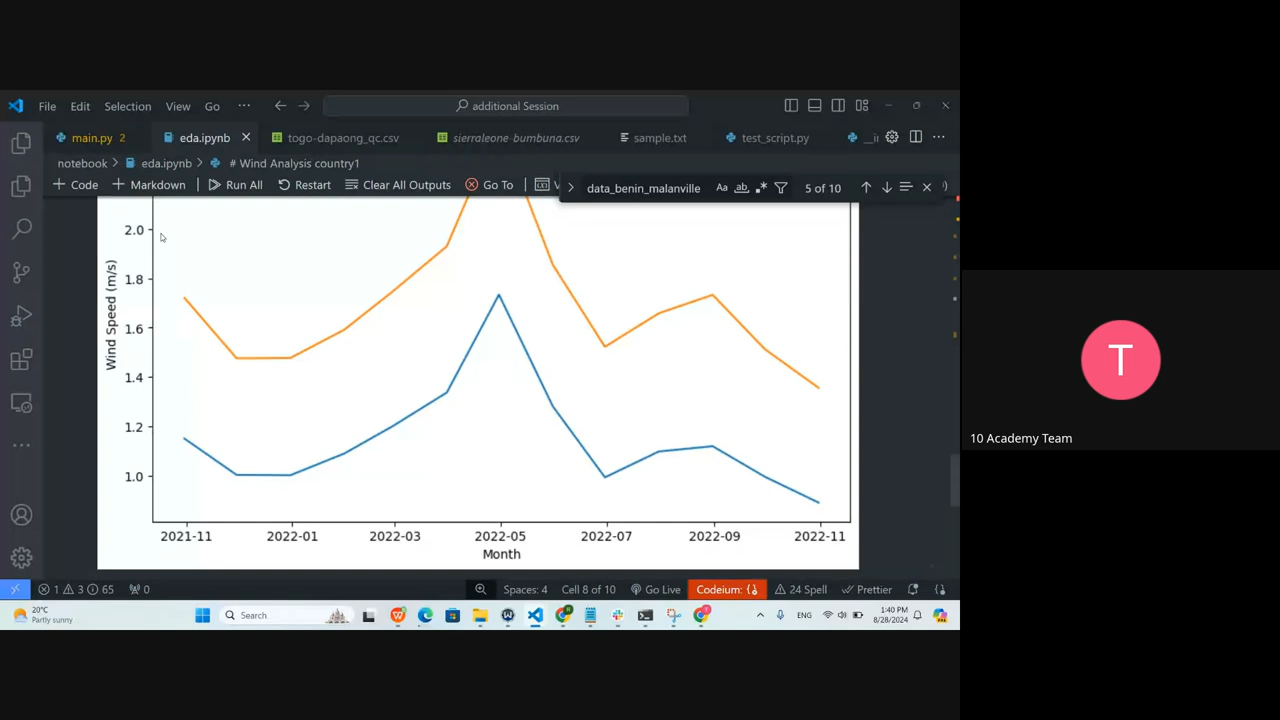 File Edit Selection View Go ··· additional Session
main.py 2 eda.ipynb togo-dapaong_qc.csv sierraleone-bumbuna.csv sample.txt test_script.py
notebook > eda.ipynb > # Wind Analysis country1
+ Code + Markdown Run All Restart Clear All Outputs Go To
data_benin_malanville Aa ab 5 of 10
2.0
1.8
1.6
1.4
1.2
1.0
Wind Speed (m/s)
2021-11 2022-01 2022-03 2022-05 2022-07 2022-09 2022-11
Month
T
10 Academy Team
1 3 65 0 Spaces: 4 Cell 8 of 10 Go Live Codeium: {} 24 Spell Prettier
20°C
Partly sunny
Search
ENG
1:40 PM
8/28/2024